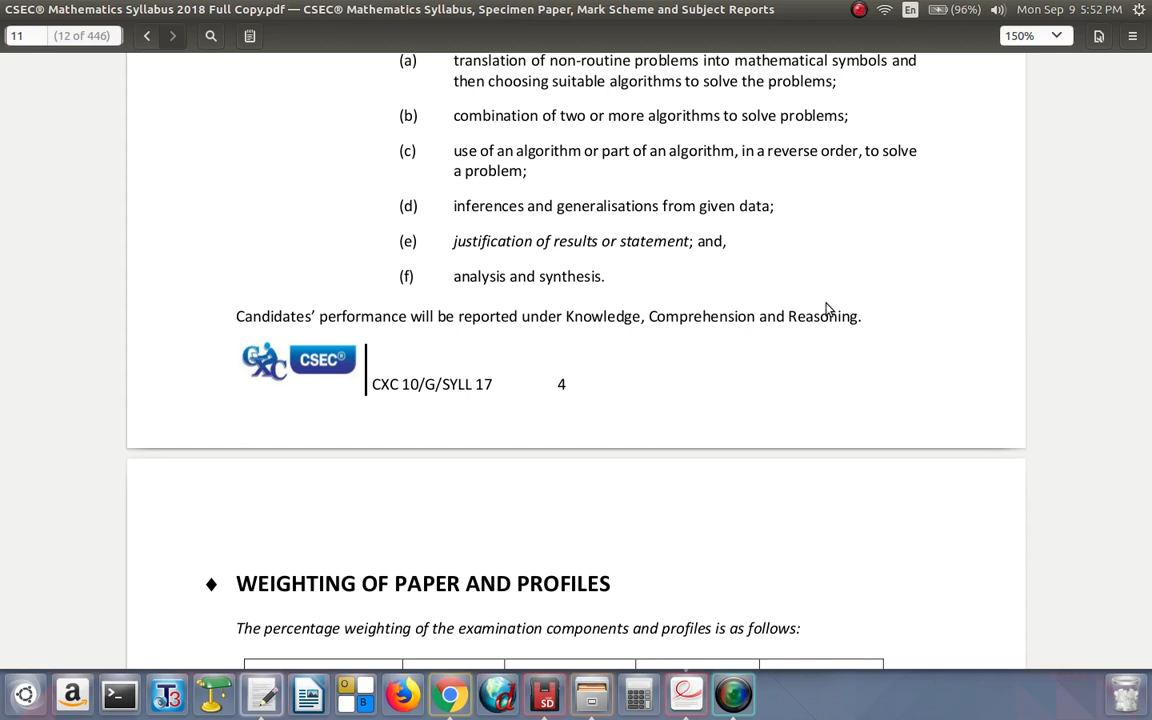 CSEC® Mathematics Syllabus 2018 Full Copy.pdf — CSEC® Mathematics Syllabus, Specimen Paper, Mark Scheme and Subject Reports
En (96%) Mon Sep 9 5:52 PM
11 (12 of 446) 150%
(a) translation of non-routine problems into mathematical symbols and
then choosing suitable algorithms to solve the problems;
(b) combination of two or more algorithms to solve problems;
(c) use of an algorithm or part of an algorithm, in a reverse order, to solve
a problem;
(d) inferences and generalisations from given data;
(e) justification of results or statement; and,
(f) analysis and synthesis.
Candidates’ performance will be reported under Knowledge, Comprehension and Reasoning.
CXC CSEC®
CXC 10/G/SYLL 17 4
♦ WEIGHTING OF PAPER AND PROFILES
The percentage weighting of the examination components and profiles is as follows:
a T3 O B d SD